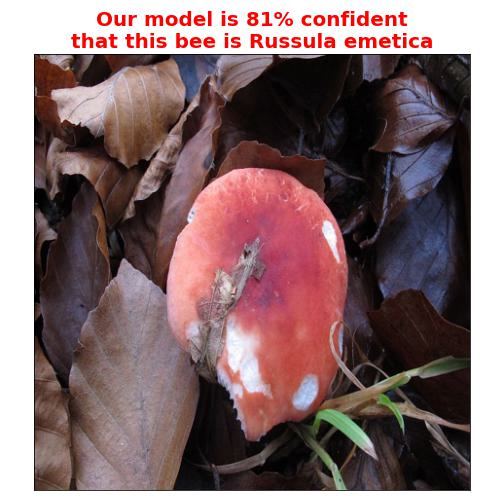 Our model is 81% confident
that this bee is Russula emetica